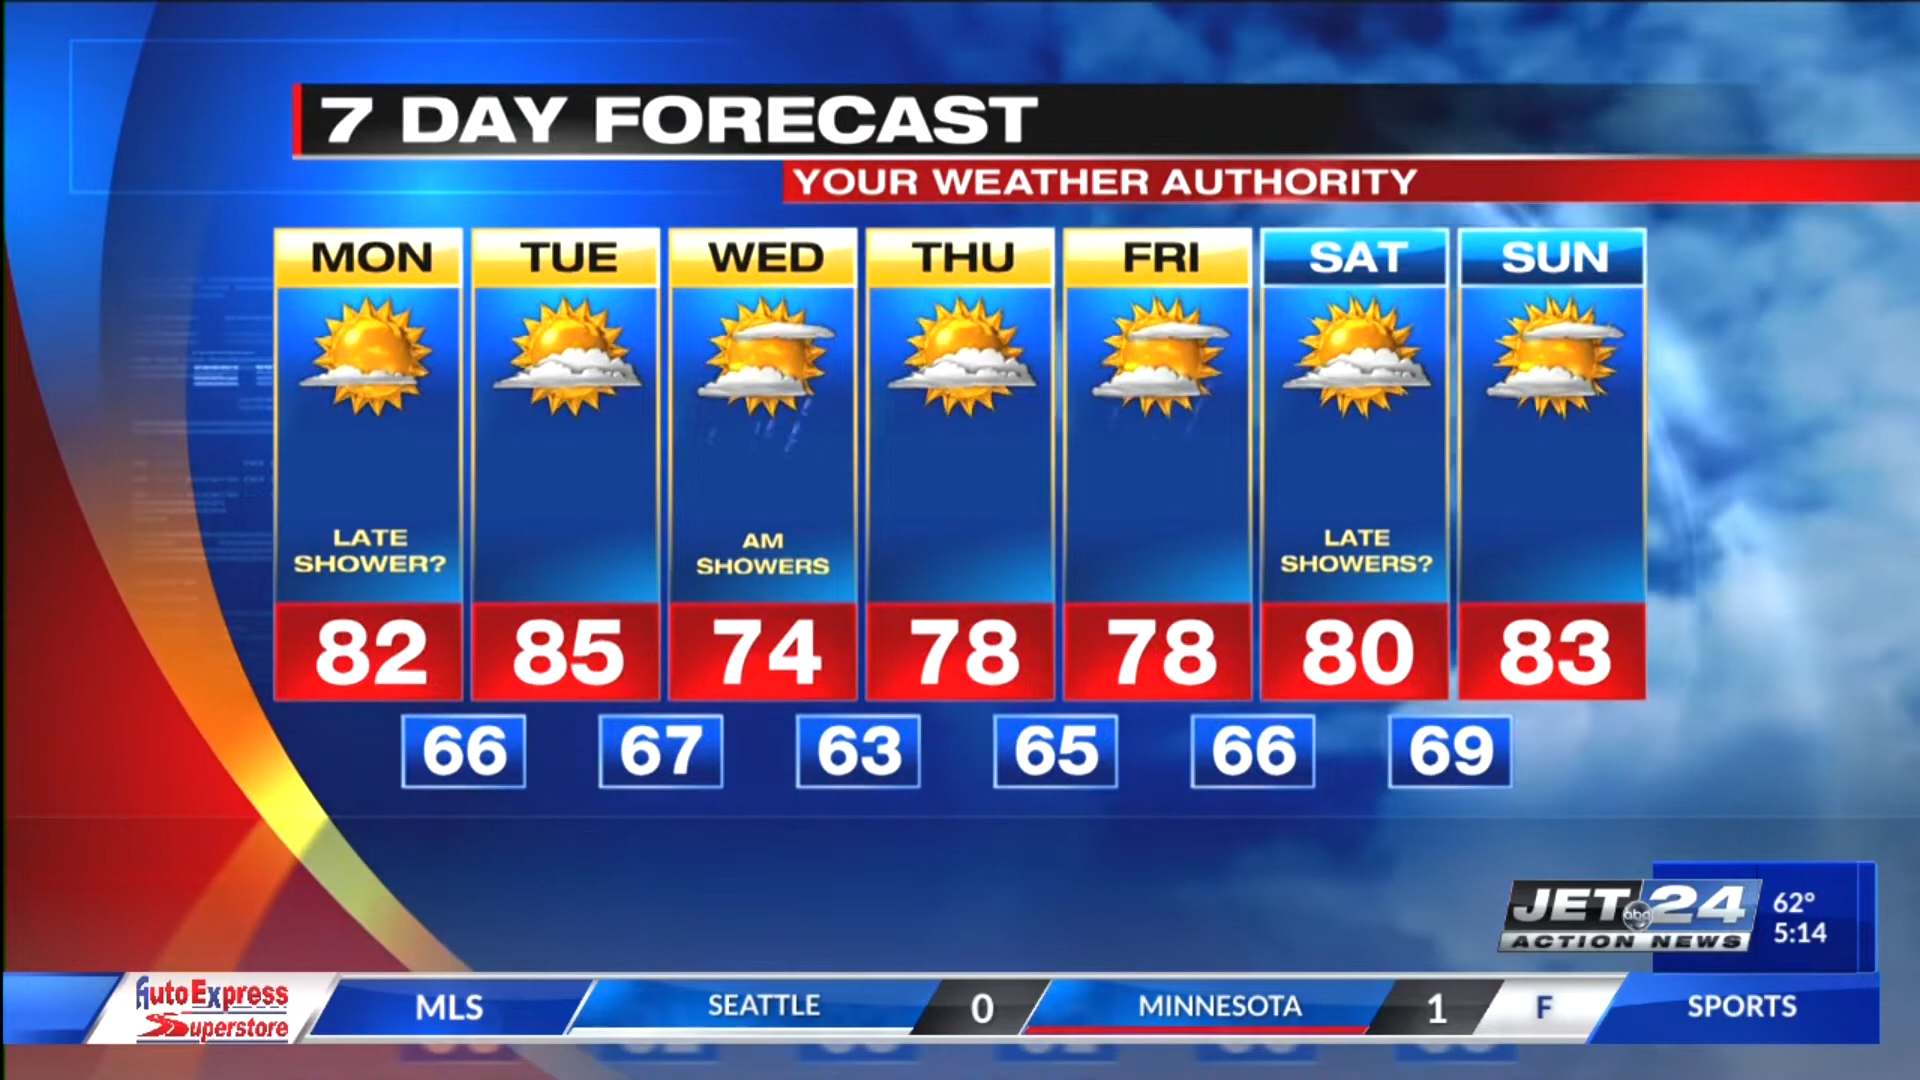 7 DAY FORECAST
YOUR WEATHER AUTHORITY
MON TUE WED THU FRI SAT SUN
LATE
SHOWER?
AM
SHOWERS
LATE
SHOWERS?
82 85 74 78 78 80 83
66 67 63 65 66 69
JET abc 24
ACTION NEWS
62°
5:14
AutoExpress
Superstore
MLS SEATTLE 0 MINNESOTA 1 F SPORTS